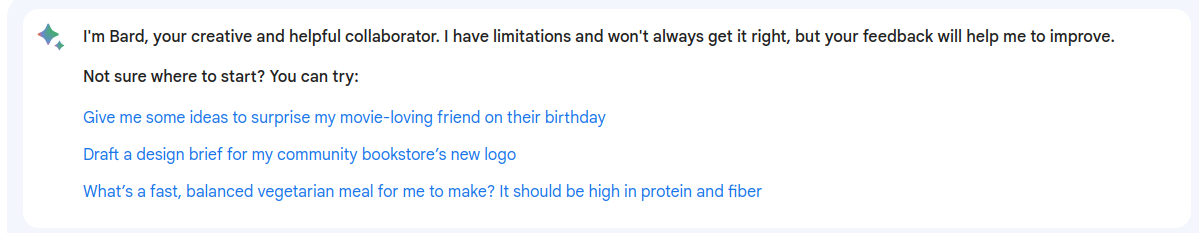 I'm Bard, your creative and helpful collaborator. I have limitations and won't always get it right, but your feedback will help me to improve.
Not sure where to start? You can try:
Give me some ideas to surprise my movie-loving friend on their birthday
Draft a design brief for my community bookstore’s new logo
What’s a fast, balanced vegetarian meal for me to make? It should be high in protein and fiber